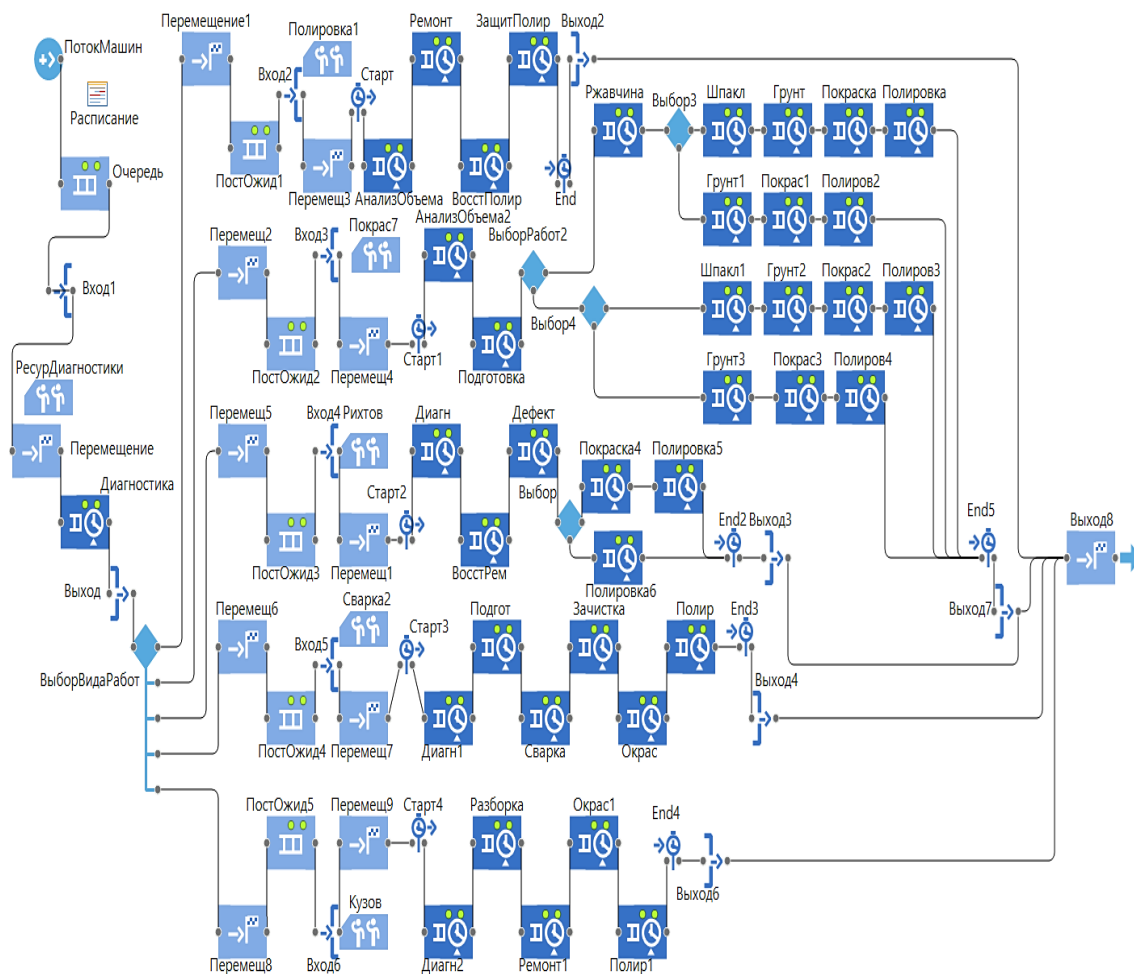 ПотокМашин
Расписание
Очередь
Вход1
РесурДиагностики
Перемещение
Диагностика
Выход
ВыборВидаРабот
Перемещение1
ПостОжид1
Вход2
Полировка1
Перемещ3
Старт
АнализОбъема
Ремонт
ВосстПолир
ЗащитПолир
End
Выход2
Перемещ2
ПостОжид2
Вход3
Покрас7
Перемещ4
Старт1
АнализОбъема2
Подготовка
ВыборРабот2
Ржавчина
Выбор3
Шпакл
Грунт
Покраска
Полировка
Грунт1
Покрас1
Полиров2
Выбор4
Шпакл1
Грунт2
Покрас2
Полиров3
Грунт3
Покрас3
Полиров4
End5
Выход7
Выход8
Перемещ5
ПостОжид3
Вход4
Рихтов
Перемещ1
Старт2
Диагн
ВосстРем
Дефект
Выбор
Покраска4
Полировка5
Полировка6
End2
Выход3
Перемещ6
ПостОжид4
Вход5
Сварка2
Перемещ7
Старт3
Диагн1
Подгот
Сварка
Зачистка
Окрас
Полир
End3
Выход4
Перемещ8
ПостОжид5
Вход6
Кузов
Перемещ9
Старт4
Диагн2
Разборка
Ремонт1
Окрас1
Полир1
End4
Выход6